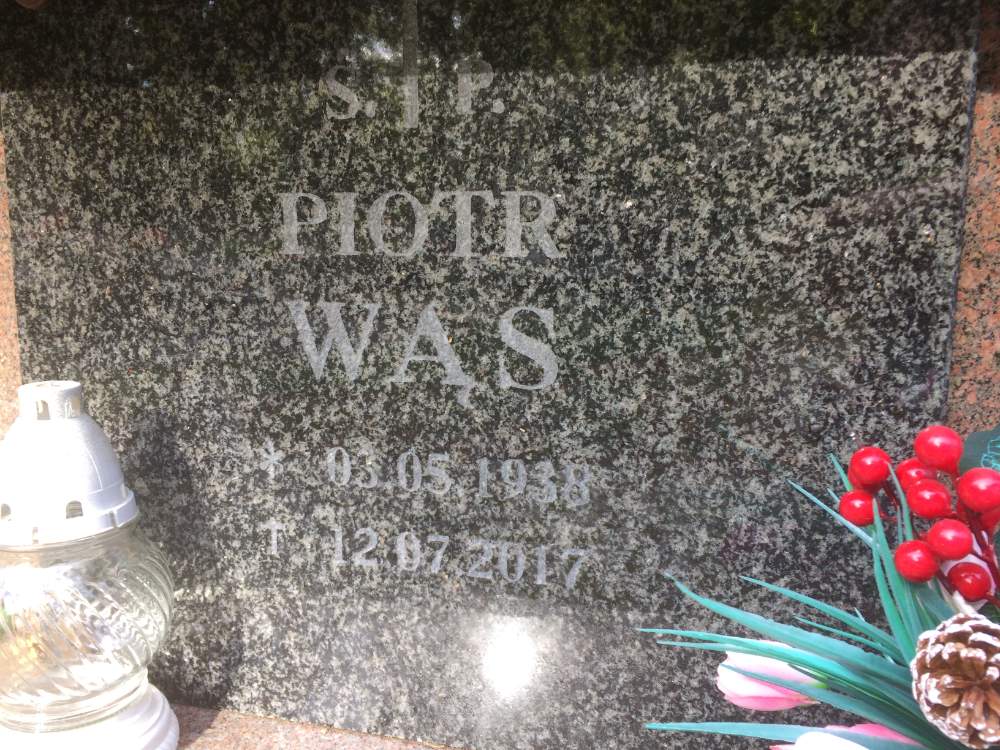 S. P.
PIOTR
WĄS
* 03.05.1938
† 12.07.2017